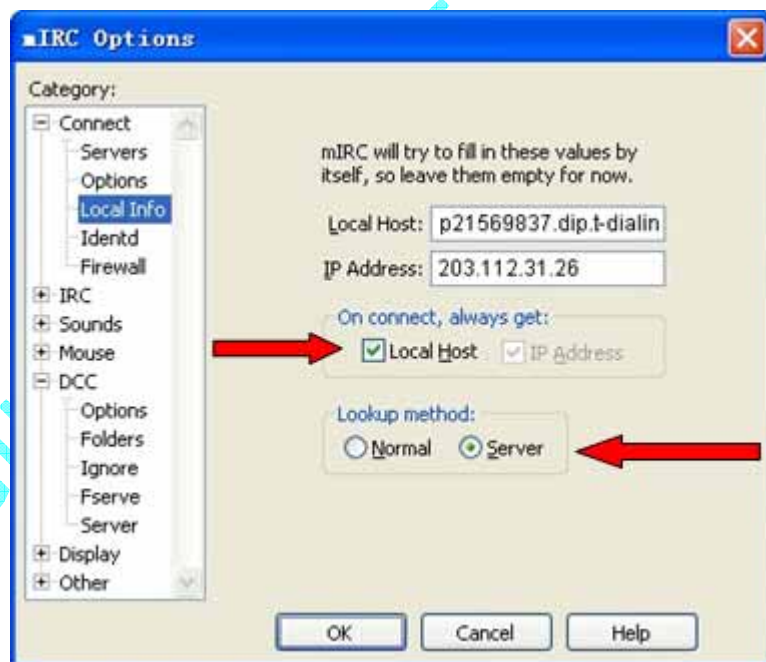 mIRC Options
Category:
Connect
Servers
Options
Local Info
Identd
Firewall
IRC
Sounds
Mouse
DCC
Options
Folders
Ignore
Fserve
Server
Display
Other
mIRC will try to fill in these values by
itself, so leave them empty for now.
Local Host: p21569837.dip.t-dialin
IP Address: 203.112.31.26
On connect, always get:
Local Host IP Address
Lookup method:
Normal Server
OK Cancel Help